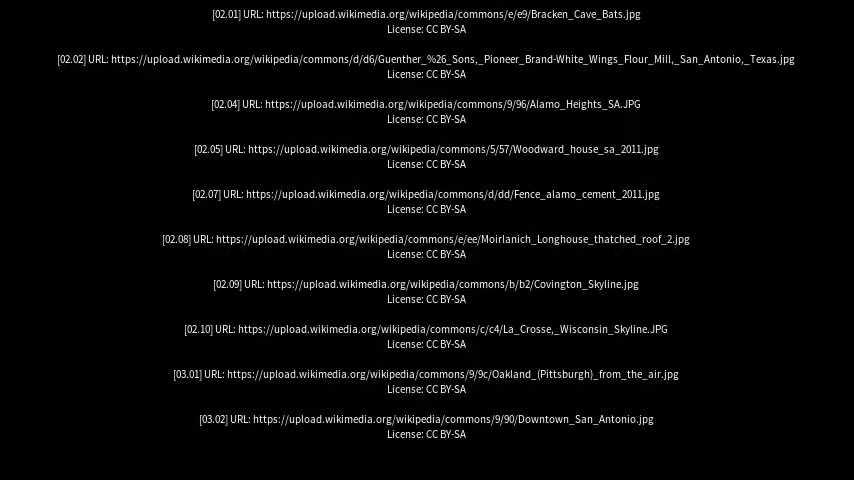 [02.01] URL: https://upload.wikimedia.org/wikipedia/commons/e/e9/Bracken_Cave_Bats.jpg
License: CC BY-SA
[02.02] URL: https://upload.wikimedia.org/wikipedia/commons/d/d6/Guenther_%26_Sons,_Pioneer_Brand-White_Wings_Flour_Mill,_San_Antonio,_Texas.jpg
License: CC BY-SA
[02.04] URL: https://upload.wikimedia.org/wikipedia/commons/9/96/Alamo_Heights_SA.JPG
License: CC BY-SA
[02.05] URL: https://upload.wikimedia.org/wikipedia/commons/5/57/Woodward_house_sa_2011.jpg
License: CC BY-SA
[02.07] URL: https://upload.wikimedia.org/wikipedia/commons/d/dd/Fence_alamo_cement_2011.jpg
License: CC BY-SA
[02.08] URL: https://upload.wikimedia.org/wikipedia/commons/e/ee/Moirlanich_Longhouse_thatched_roof_2.jpg
License: CC BY-SA
[02.09] URL: https://upload.wikimedia.org/wikipedia/commons/b/b2/Covington_Skyline.jpg
License: CC BY-SA
[02.10] URL: https://upload.wikimedia.org/wikipedia/commons/c/c4/La_Crosse,_Wisconsin_Skyline.JPG
License: CC BY-SA
[03.01] URL: https://upload.wikimedia.org/wikipedia/commons/9/9c/Oakland_(Pittsburgh)_from_the_air.jpg
License: CC BY-SA
[03.02] URL: https://upload.wikimedia.org/wikipedia/commons/9/90/Downtown_San_Antonio.jpg
License: CC BY-SA